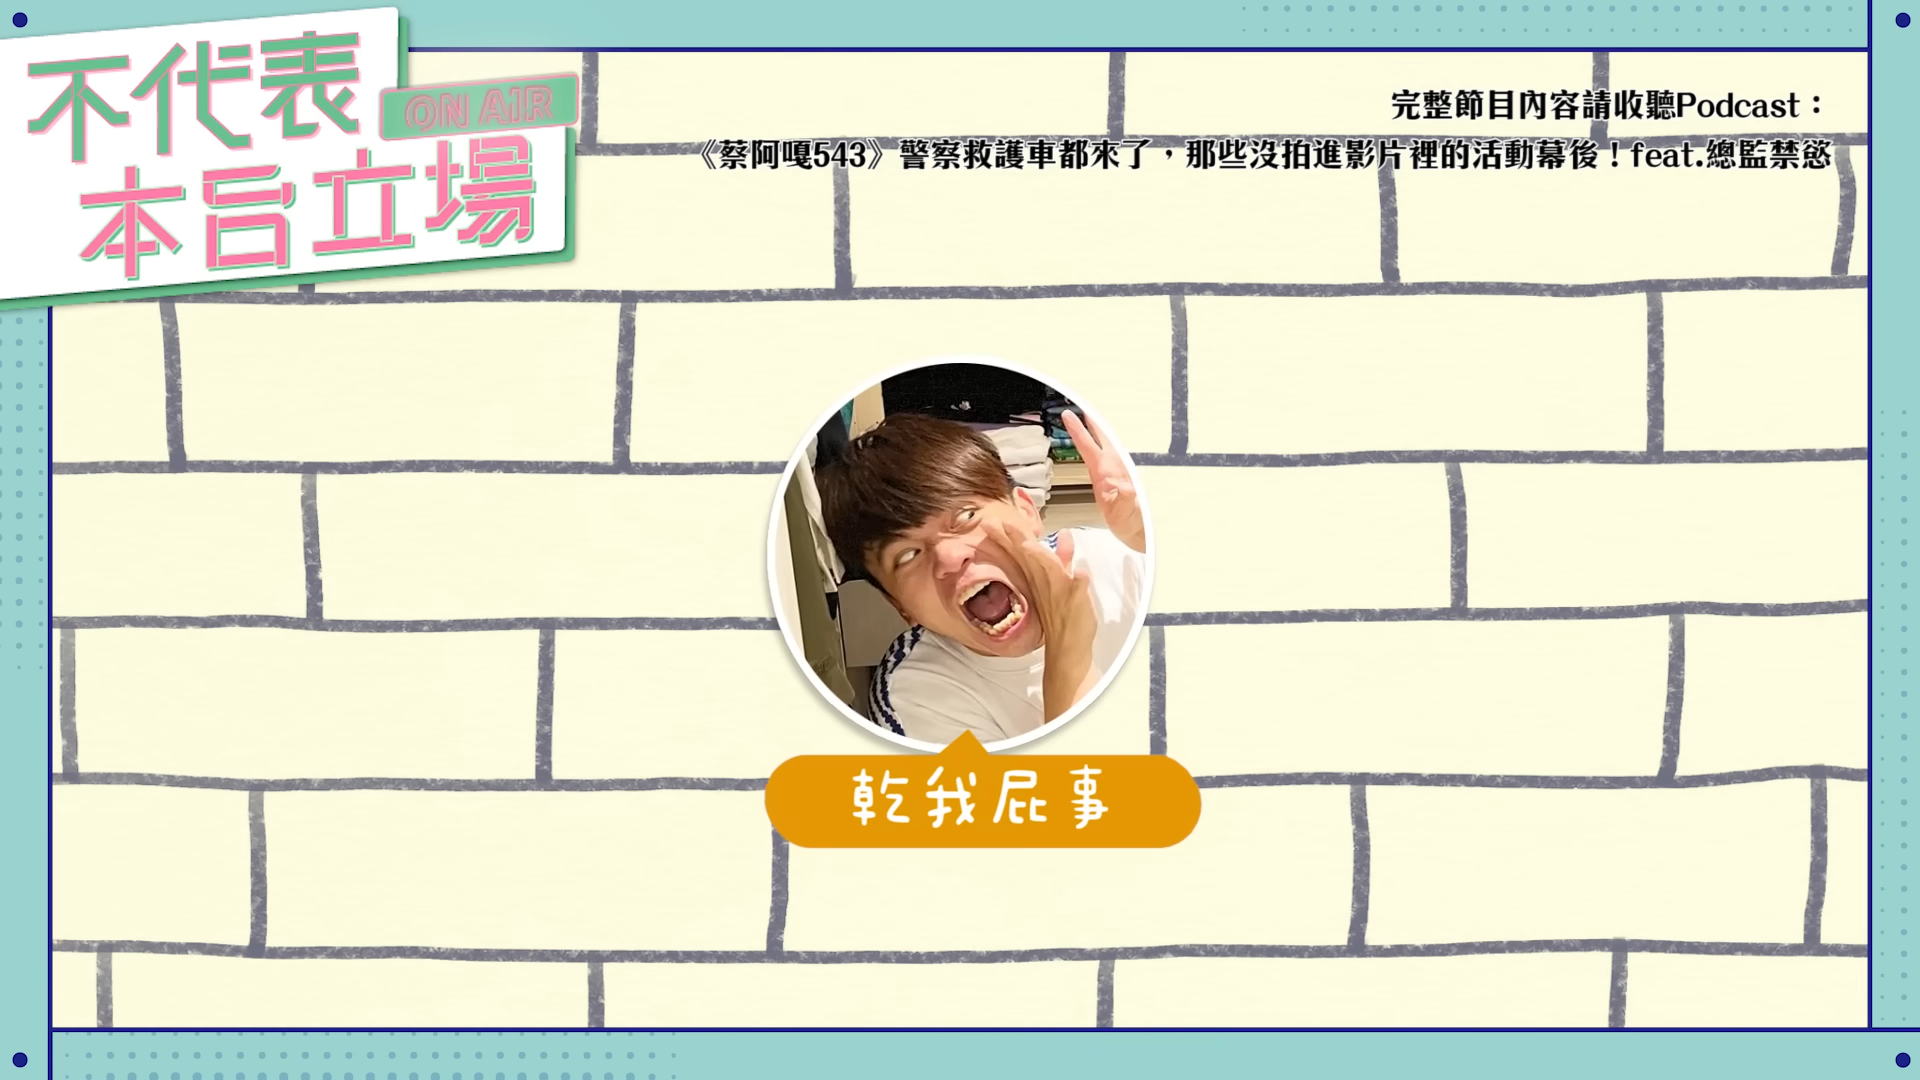 不代表
ON AIR
本台立場
完整節目內容請收聽Podcast：
《蔡阿嘎543》警察救護車都來了，那些沒拍進影片裡的活動幕後！feat.總監禁慾
乾我屁事